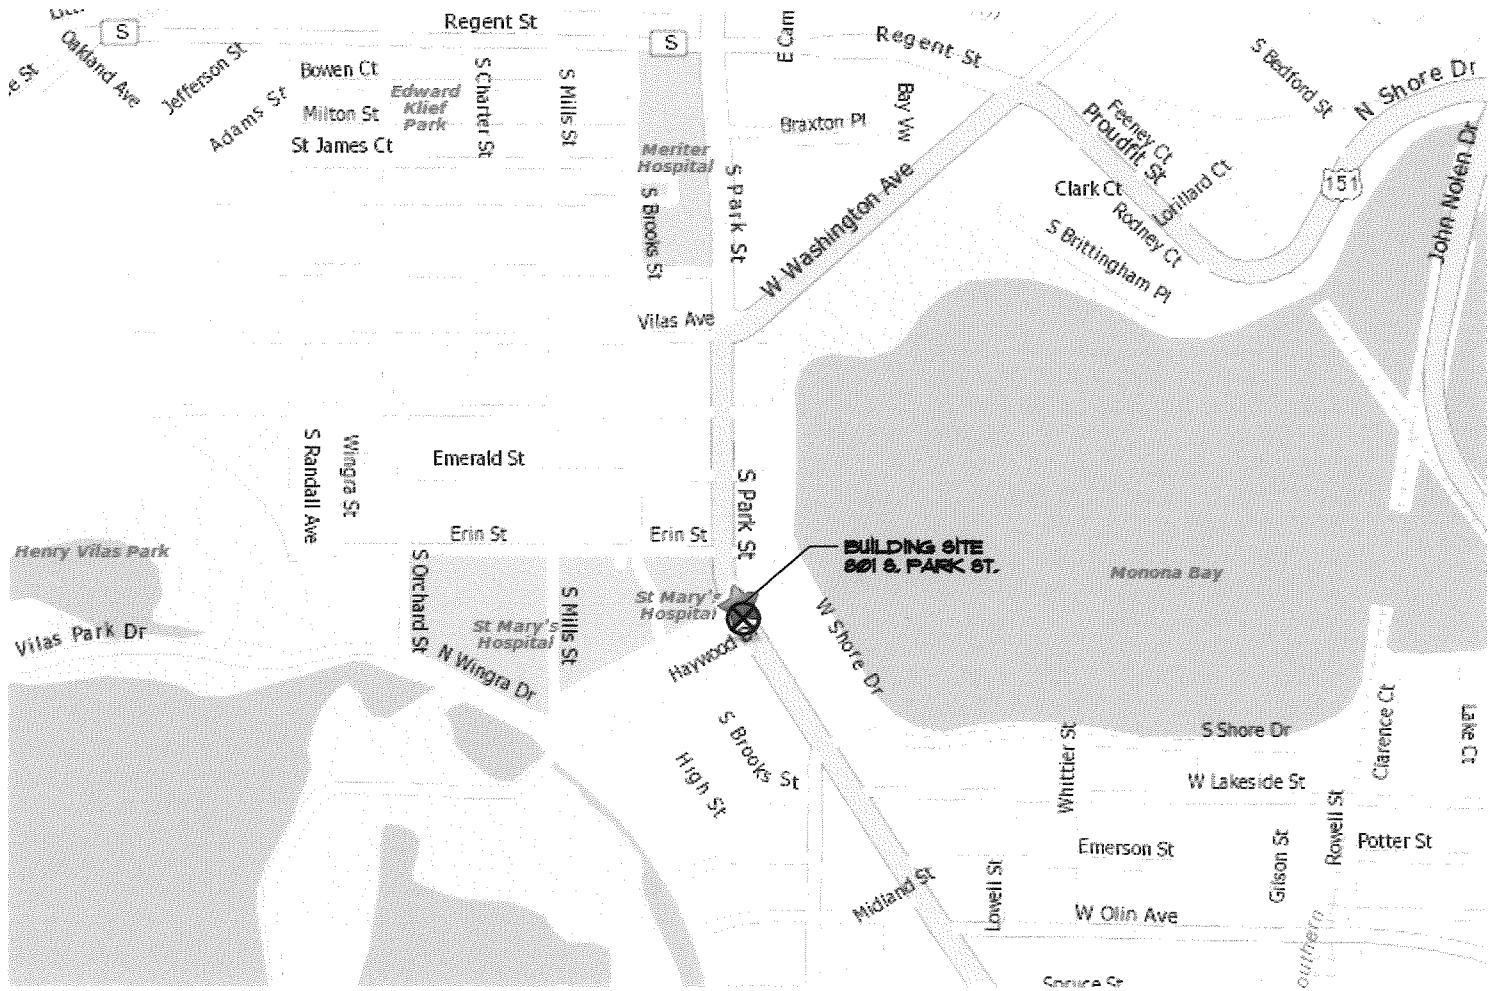 Regent St
S
S
Oakland Ave
Jefferson St
Adams St
Bowen Ct
Milton St
St James Ct
Edward
Klief
Park
S Charter St
S Mills St
Meriter
Hospital
S Brooks St
E Cam
Braxton Pl
Bay Vw
Regent St
S Park St
W Washington Ave
Vilas Ave
Feeney Ct
Proudfit St
Lorillard Ct
Clark Ct
Rodney Ct
S Brittingham Pl
S Bedford St
N Shore Dr
151
John Nolen Dr
S Randall Ave
Wingra St
Emerald St
Erin St
Erin St
S Park St
Henry Vilas Park
Vilas Park Dr
S Orchard St
St Mary's
Hospital
S Mills St
N Wingra Dr
St Mary's
Hospital
BUILDING SITE
801 S. PARK ST.
Haywood
W Shore Dr
Monona Bay
S Brooks St
High St
Midland St
S Shore Dr
Whittier St
W Lakeside St
Clarence Ct
Lake Ct
Emerson St
Lowell St
W Olin Ave
Gilson St
Rowell St
Potter St
outhern
Spruce St